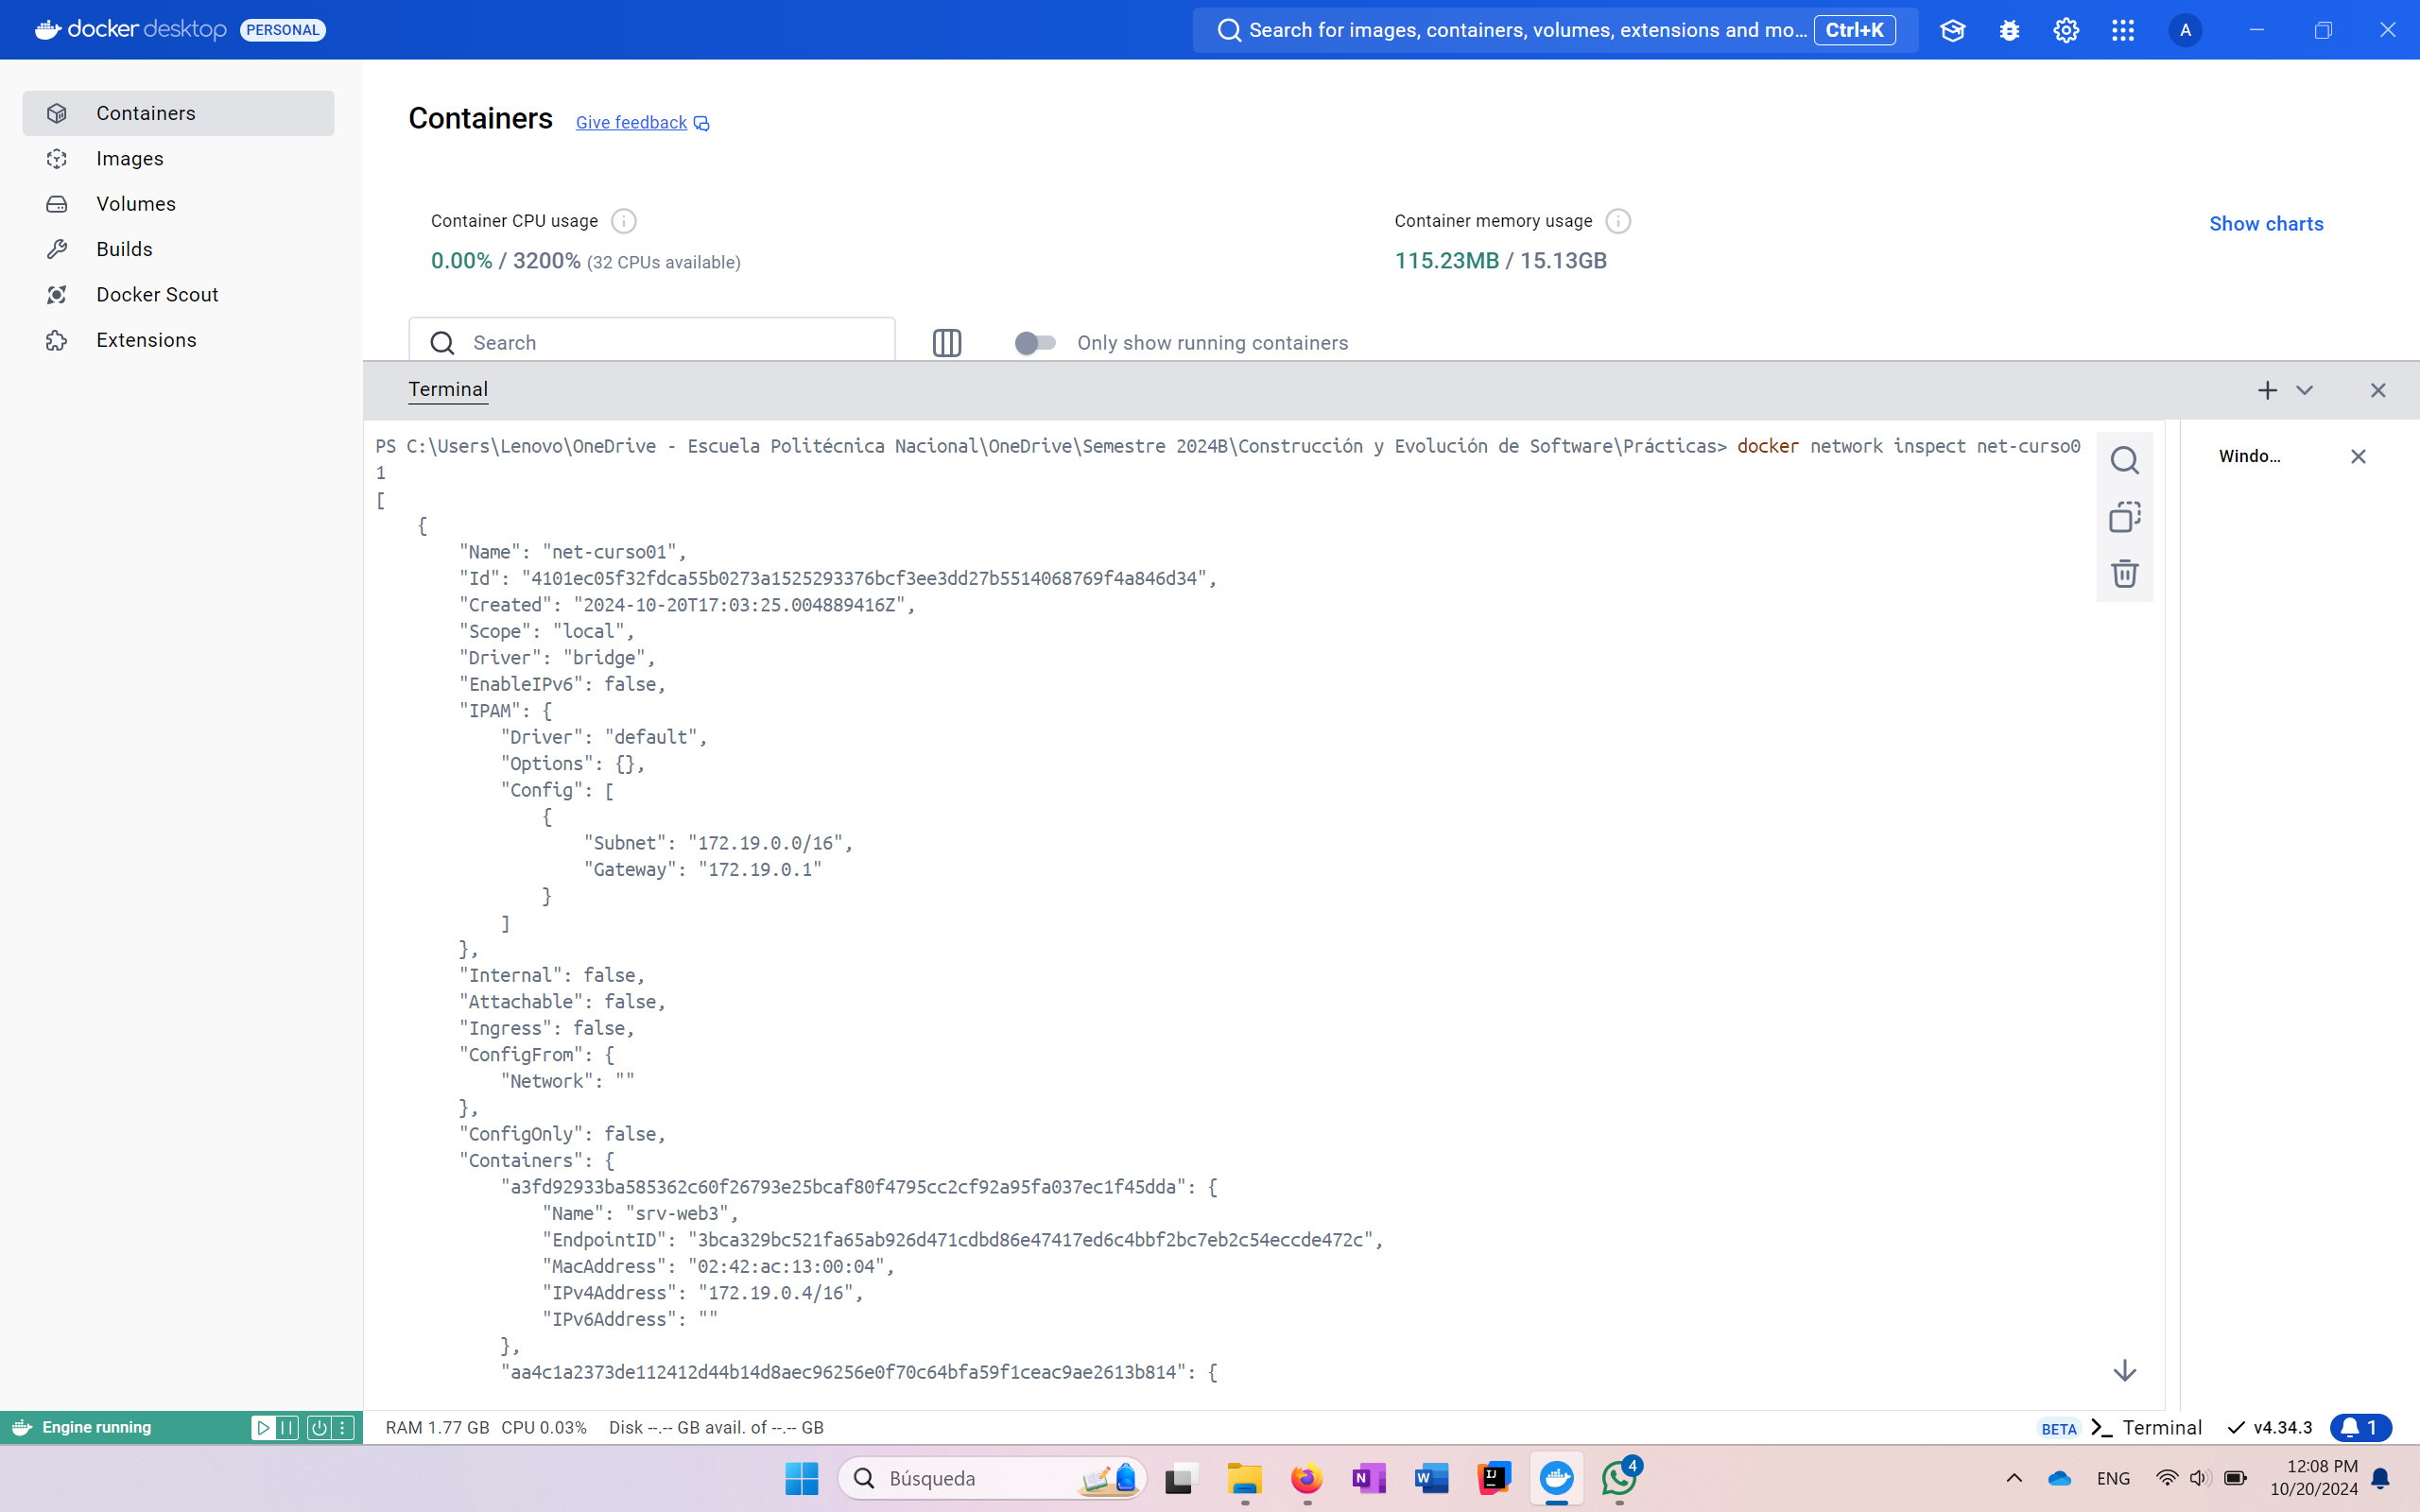 docker desktop PERSONAL
Search for images, containers, volumes, extensions and mo... Ctrl+K
A
Containers
Images
Volumes
Builds
Docker Scout
Extensions
Containers Give feedback
Container CPU usage
0.00% / 3200% (32 CPUs available)
Container memory usage
115.23MB / 15.13GB
Show charts
Search
Only show running containers
Terminal
PS C:\Users\Lenovo\OneDrive - Escuela Politécnica Nacional\OneDrive\Semestre 2024B\Construcción y Evolución de Software\Prácticas> docker network inspect net-curso0
1
[
    {
        "Name": "net-curso01",
        "Id": "4101ec05f32fdca55b0273a1525293376bcf3ee3dd27b5514068769f4a846d34",
        "Created": "2024-10-20T17:03:25.004889416Z",
        "Scope": "local",
        "Driver": "bridge",
        "EnableIPv6": false,
        "IPAM": {
            "Driver": "default",
            "Options": {},
            "Config": [
                {
                    "Subnet": "172.19.0.0/16",
                    "Gateway": "172.19.0.1"
                }
            ]
        },
        "Internal": false,
        "Attachable": false,
        "Ingress": false,
        "ConfigFrom": {
            "Network": ""
        },
        "ConfigOnly": false,
        "Containers": {
            "a3fd92933ba585362c60f26793e25bcaf80f4795cc2cf92a95fa037ec1f45dda": {
                "Name": "srv-web3",
                "EndpointID": "3bca329bc521fa65ab926d471cdbd86e47417ed6c4bbf2bc7eb2c54eccde472c",
                "MacAddress": "02:42:ac:13:00:04",
                "IPv4Address": "172.19.0.4/16",
                "IPv6Address": ""
            },
            "aa4c1a2373de112412d44b14d8aec96256e0f70c64bfa59f1ceac9ae2613b814": {
Windo...
Engine running
RAM 1.77 GB CPU 0.03% Disk --.-- GB avail. of --.-- GB
BETA Terminal v4.34.3 1
Búsqueda
4
ENG
12:08 PM
10/20/2024